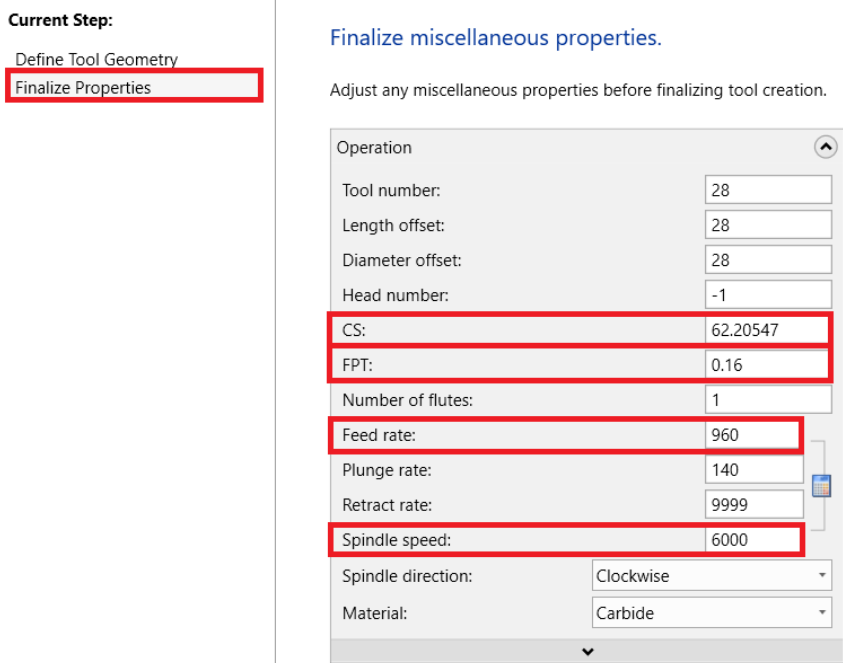 Current Step:
Define Tool Geometry
Finalize Properties
Finalize miscellaneous properties.
Adjust any miscellaneous properties before finalizing tool creation.
Operation
Tool number: 28
Length offset: 28
Diameter offset: 28
Head number: -1
CS: 62.20547
FPT: 0.16
Number of flutes: 1
Feed rate: 960
Plunge rate: 140
Retract rate: 9999
Spindle speed: 6000
Spindle direction: Clockwise
Material: Carbide